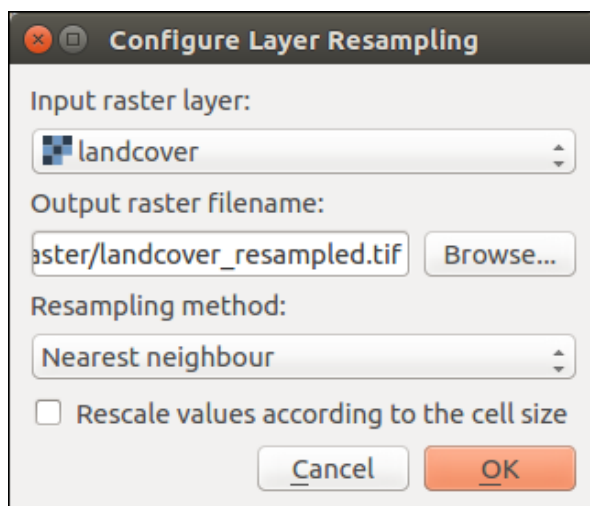 Configure Layer Resampling
Input raster layer:
landcover
Output raster filename:
aster/landcover_resampled.tif Browse...
Resampling method:
Nearest neighbour
Rescale values according to the cell size
Cancel OK